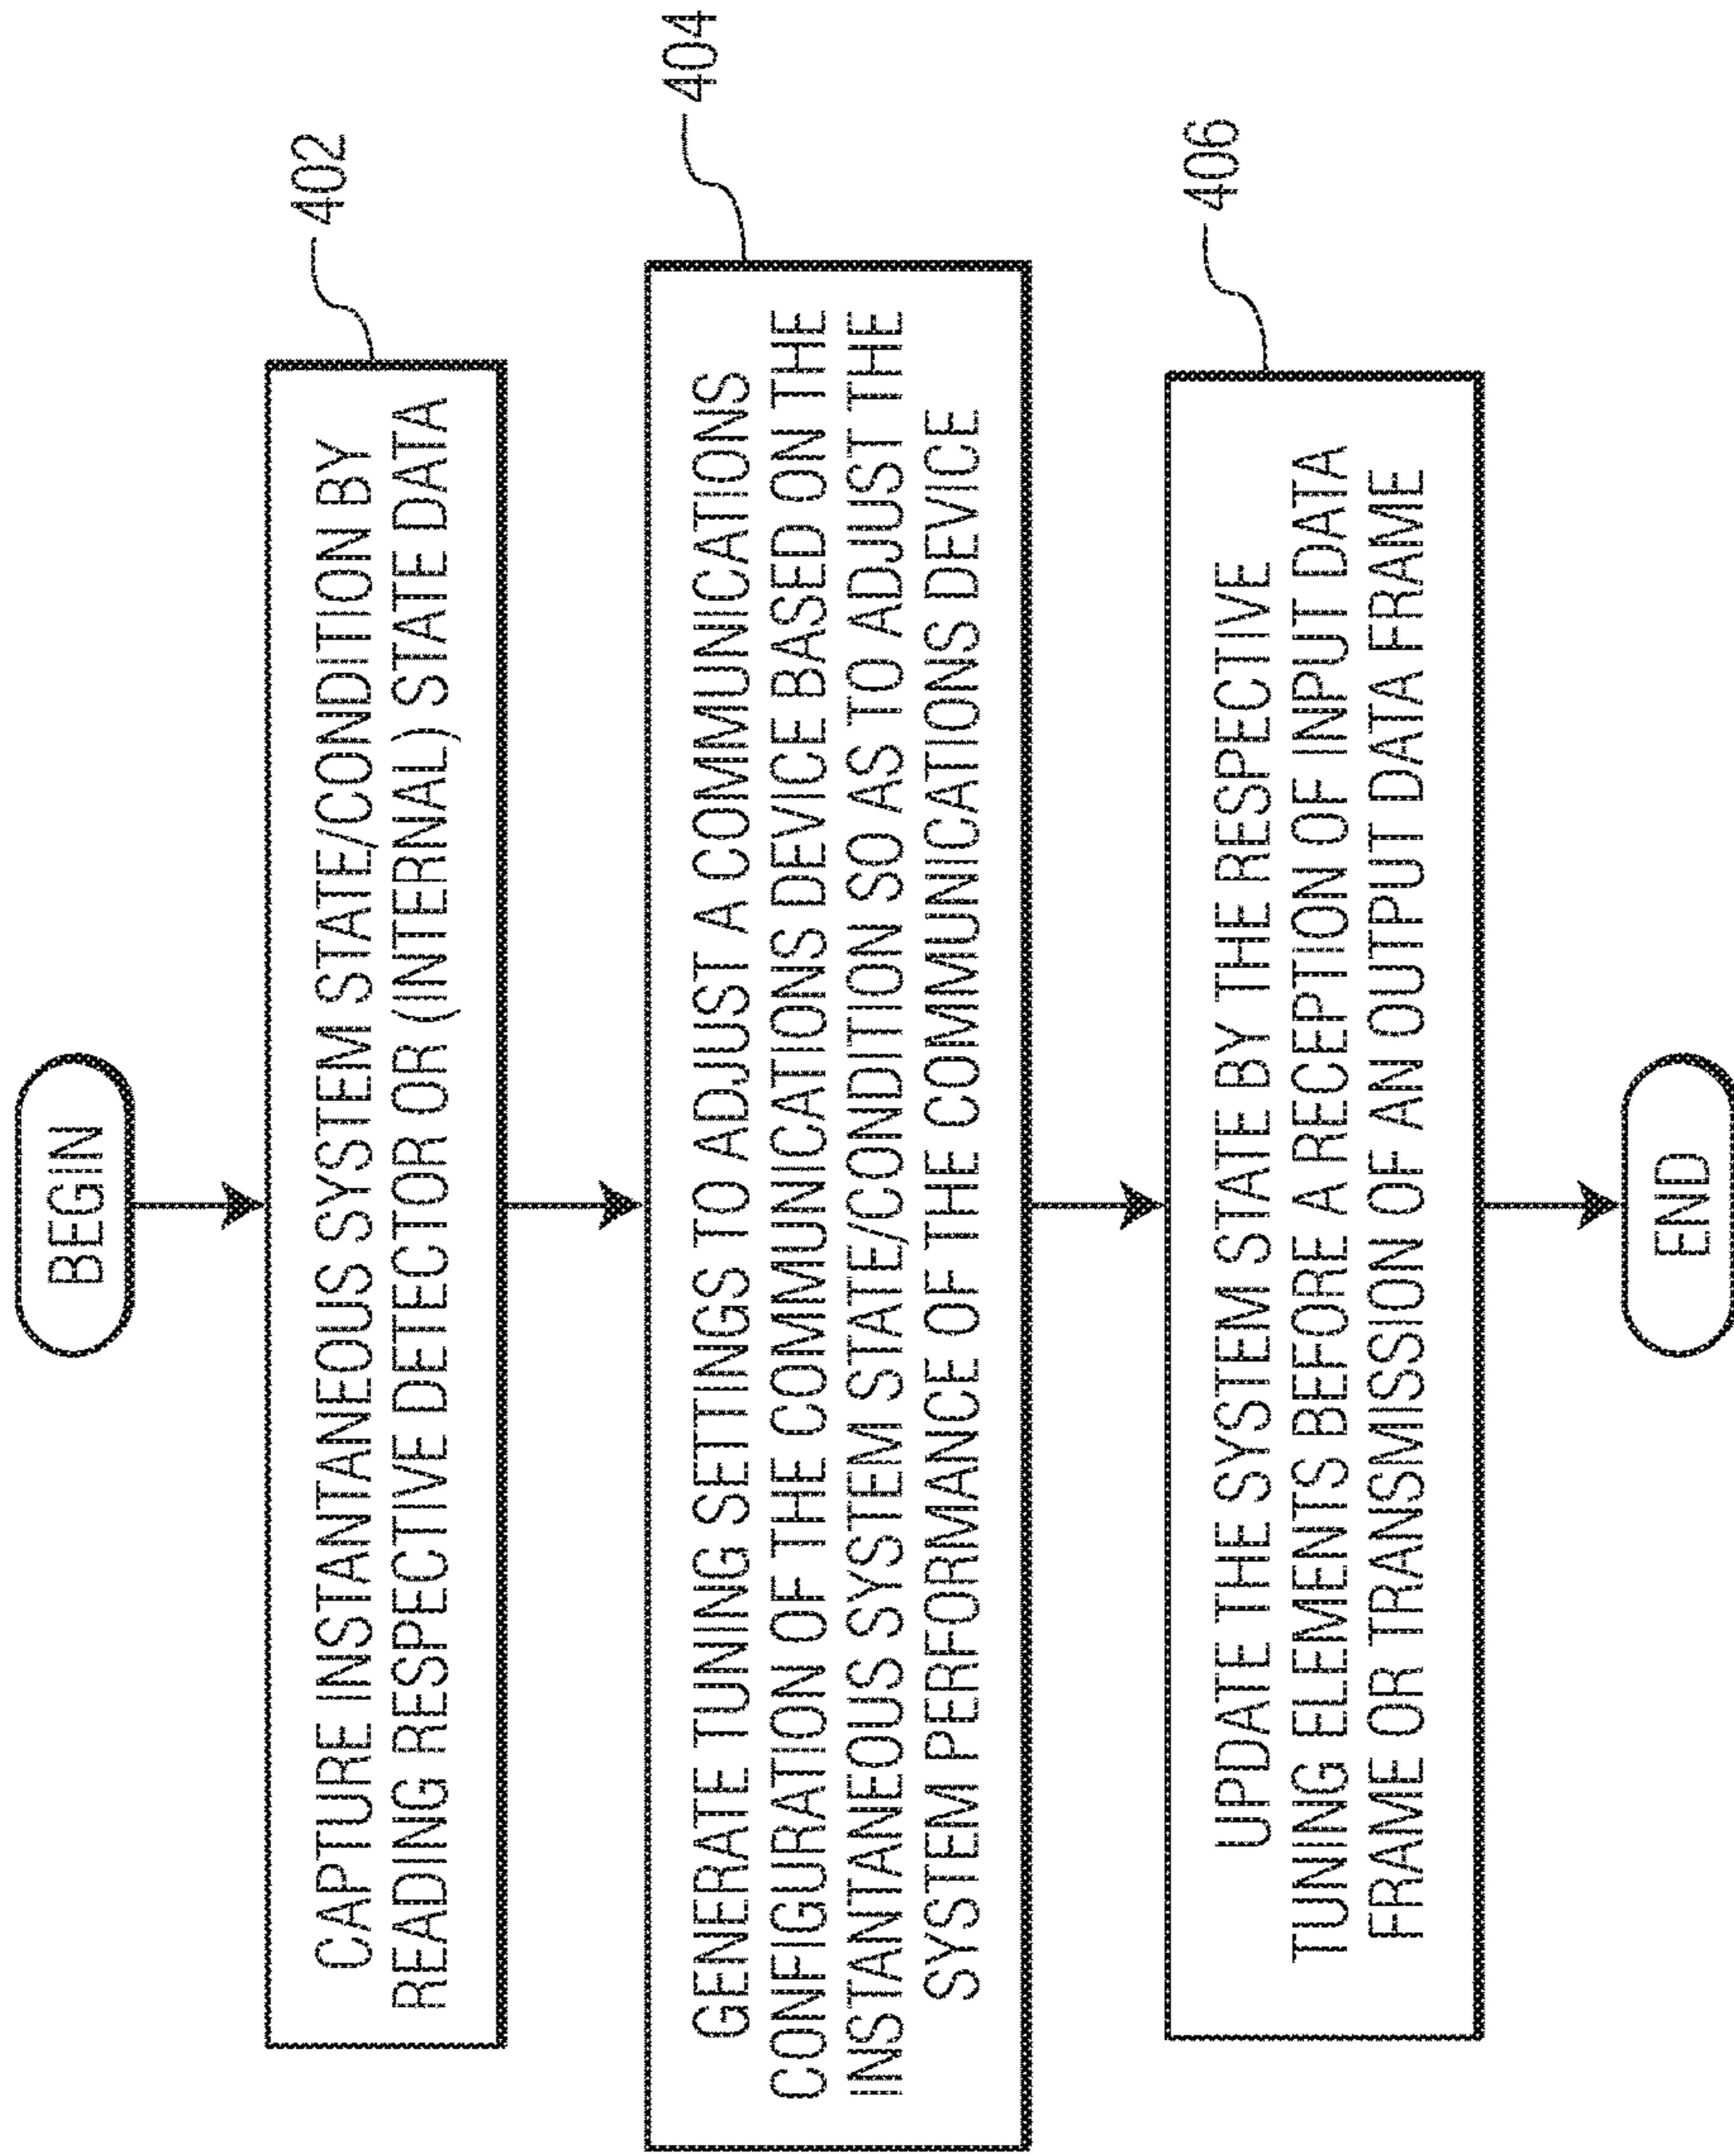 BEGIN
402
CAPTURE INSTANTANEOUS SYSTEM STATE/CONDITION BY
READING RESPECTIVE DETECTOR OR (INTERNAL) STATE DATA
404
GENERATE TUNING SETTINGS TO ADJUST A COMMUNICATIONS
CONFIGURATION OF THE COMMUNICATIONS DEVICE BASED ON THE
INSTANTANEOUS SYSTEM STATE/CONDITION SO AS TO ADJUST THE
SYSTEM PERFORMANCE OF THE COMMUNICATIONS DEVICE
406
UPDATE THE SYSTEM STATE BY THE RESPECTIVE
TUNING ELEMENTS BEFORE A RECEPTION OF INPUT DATA
FRAME OR TRANSMISSION OF AN OUTPUT DATA FRAME
END